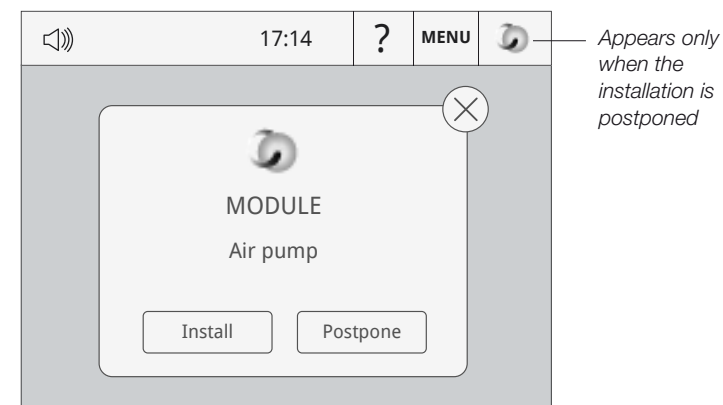 17:14 ? MENU
Appears only
when the
installation is
postponed
MODULE
Air pump
Install Postpone